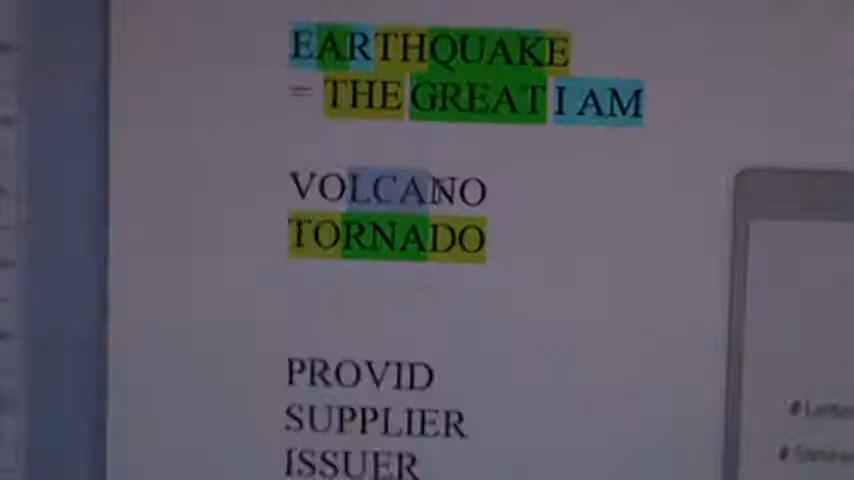 EARTHQUAKE
= THE GREAT I AM
VOLCANO
TORNADO
PROVID
SUPPLIER
ISSUER
#
#